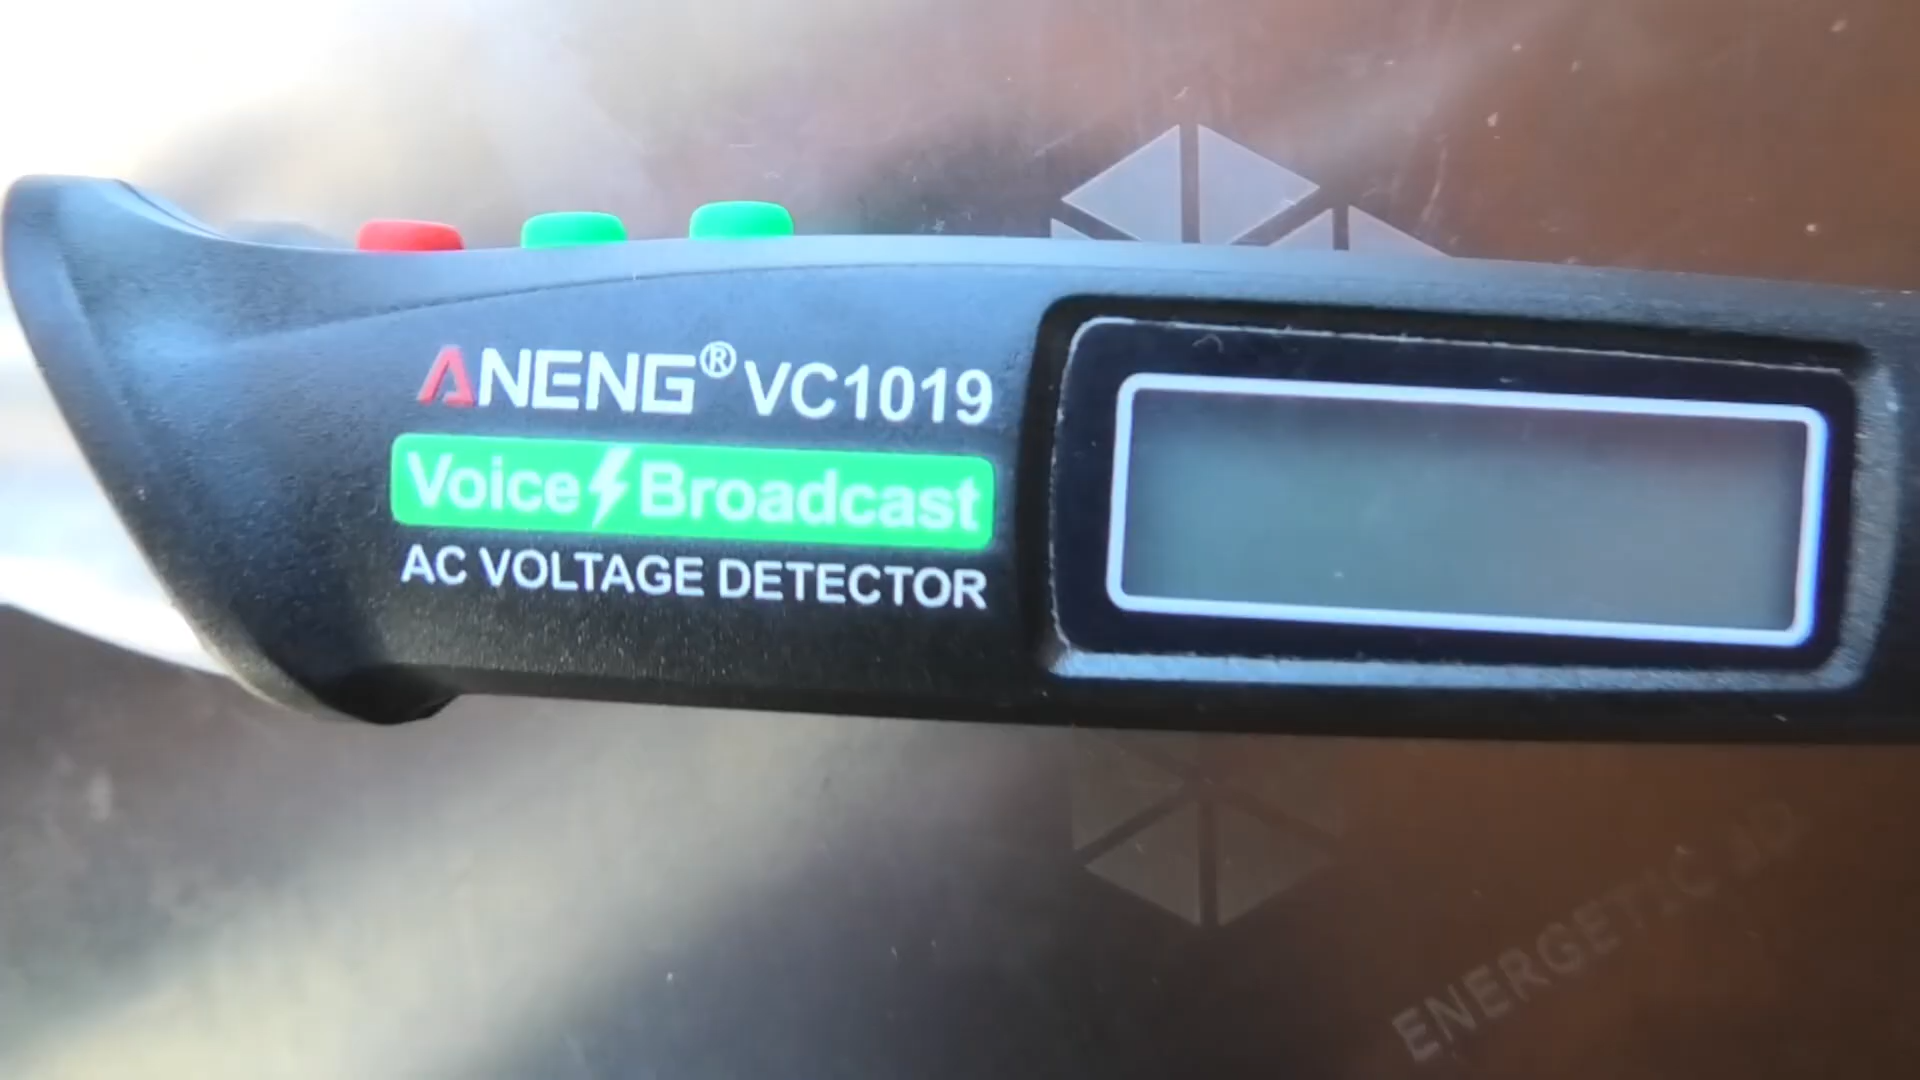 ANENG® VC1019
Voice Broadcast
AC VOLTAGE DETECTOR
ENERGETIC